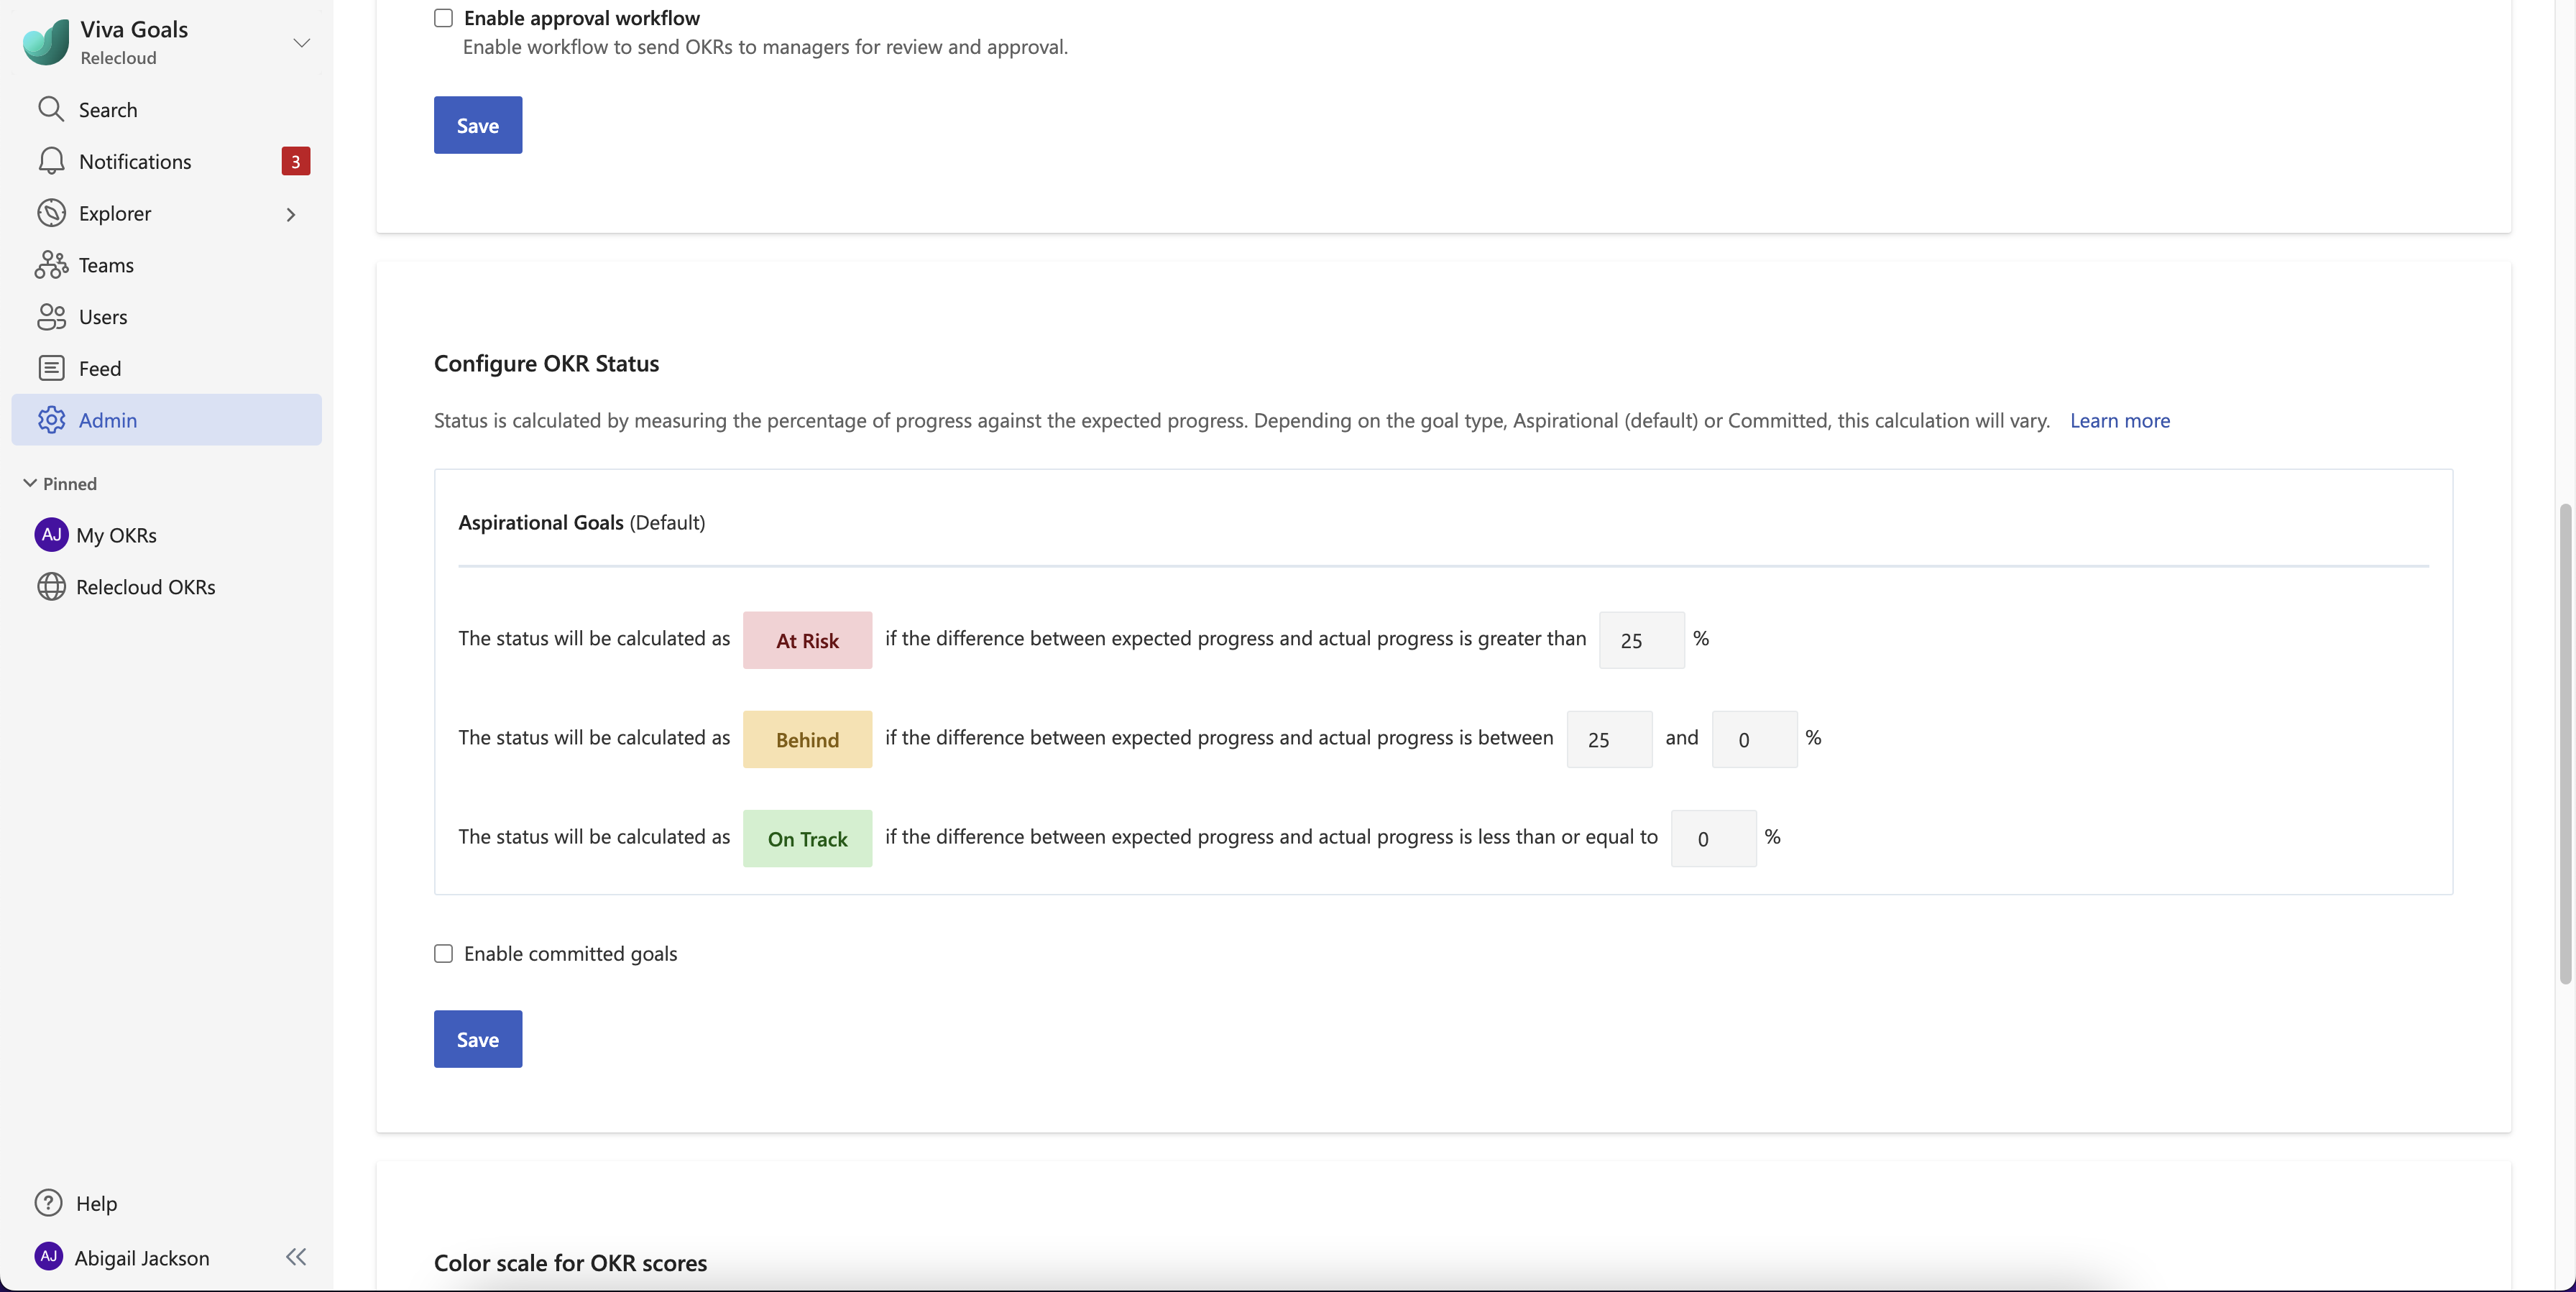 Viva Goals
Relecloud
Search
Notifications 3
Explorer
Teams
Users
Feed
Admin
Pinned
AJ My OKRs
Relecloud OKRs
? Help
AJ Abigail Jackson
Enable approval workflow
Enable workflow to send OKRs to managers for review and approval.
Save
Configure OKR Status
Status is calculated by measuring the percentage of progress against the expected progress. Depending on the goal type, Aspirational (default) or Committed, this calculation will vary. Learn more
Aspirational Goals (Default)
The status will be calculated as At Risk if the difference between expected progress and actual progress is greater than 25 %
The status will be calculated as Behind if the difference between expected progress and actual progress is between 25 and 0 %
The status will be calculated as On Track if the difference between expected progress and actual progress is less than or equal to 0 %
Enable committed goals
Save
Color scale for OKR scores